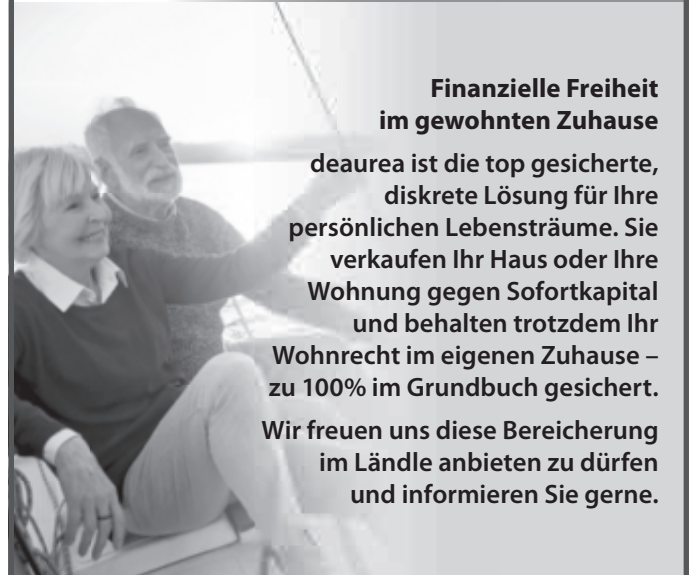 Finanzielle Freiheit
im gewohnten Zuhause
deaurea ist die top gesicherte,
diskrete Lösung für Ihre
persönlichen Lebensträume. Sie
verkaufen Ihr Haus oder Ihre
Wohnung gegen Sofortkapital
und behalten trotzdem Ihr
Wohnrecht im eigenen Zuhause –
zu 100% im Grundbuch gesichert.
Wir freuen uns diese Bereicherung
im Ländle anbieten zu dürfen
und informieren Sie gerne.